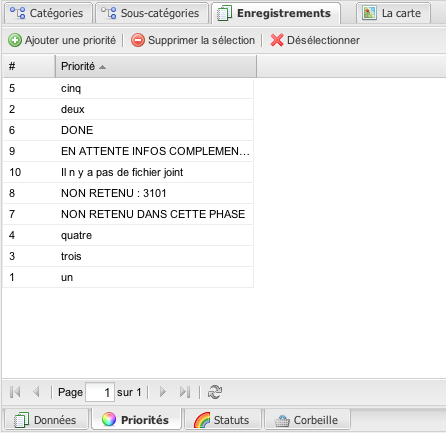 Catégories Sous-catégories Enregistrements La carte
Ajouter une priorité Supprimer la sélection Désélectionner
# Priorité
5 cinq
2 deux
6 DONE
9 EN ATTENTE INFOS COMPLEMEN...
10 Il n y a pas de fichier joint
8 NON RETENU : 3101
7 NON RETENU DANS CETTE PHASE
4 quatre
3 trois
1 un
Page 1 sur 1
Données Priorités Statuts Corbeille